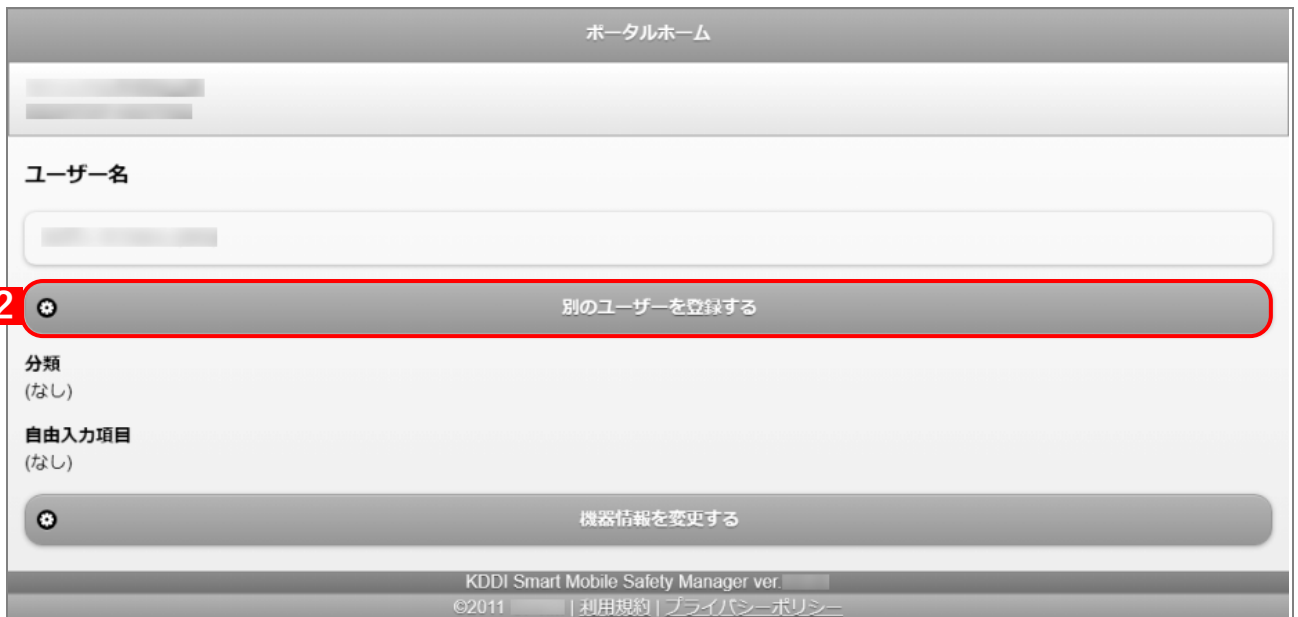 ポータルホーム
ユーザー名
2
別のユーザーを登録する
分類
(なし)
自由入力項目
(なし)
機器情報を変更する
KDDI Smart Mobile Safety Manager ver.
©2011 | 利用規約 | プライバシーポリシー